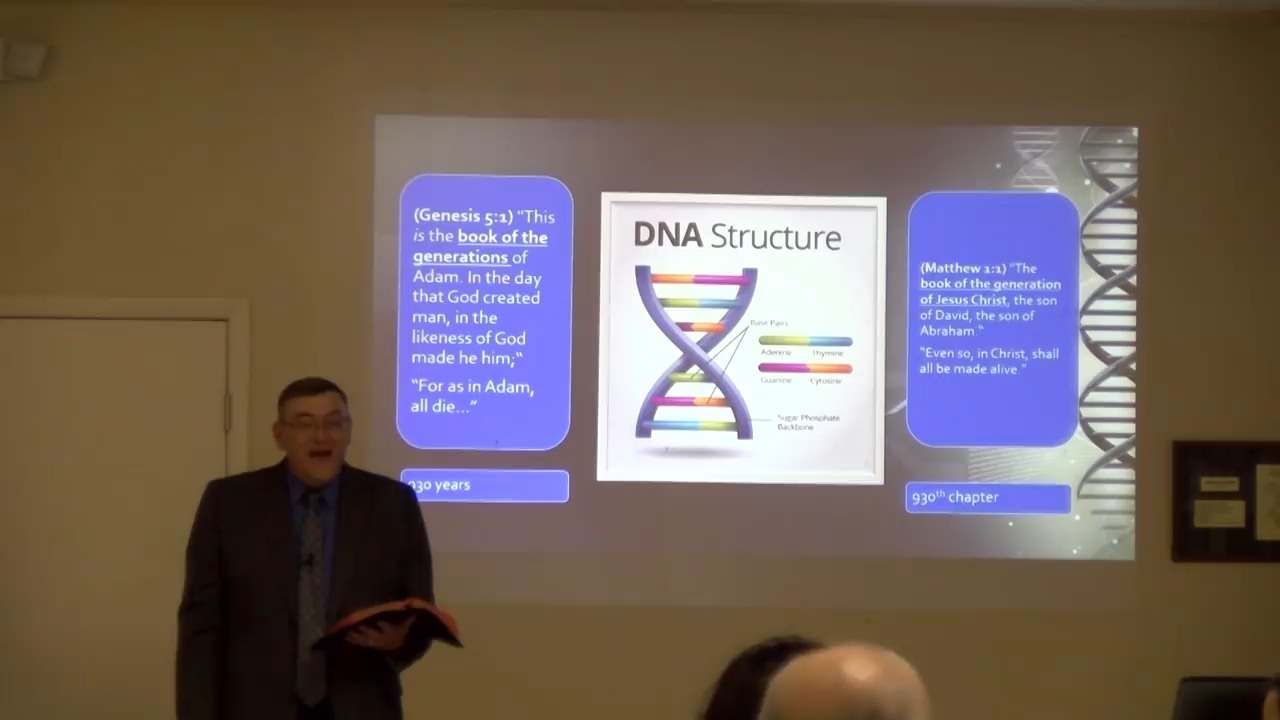 (Genesis 5:1) "This
is the book of the
generations of
Adam. In the day
that God created
man, in the
likeness of God
made he him;"
"For as in Adam,
all die..."
930 years
DNA Structure
Base Pairs
Adenine Thymine
Guanine Cytosine
Sugar Phosphate
Backbone
(Matthew 1:1) "The
book of the generation
of Jesus Christ, the son
of David, the son of
Abraham."
"Even so, in Christ, shall
all be made alive."
930th chapter